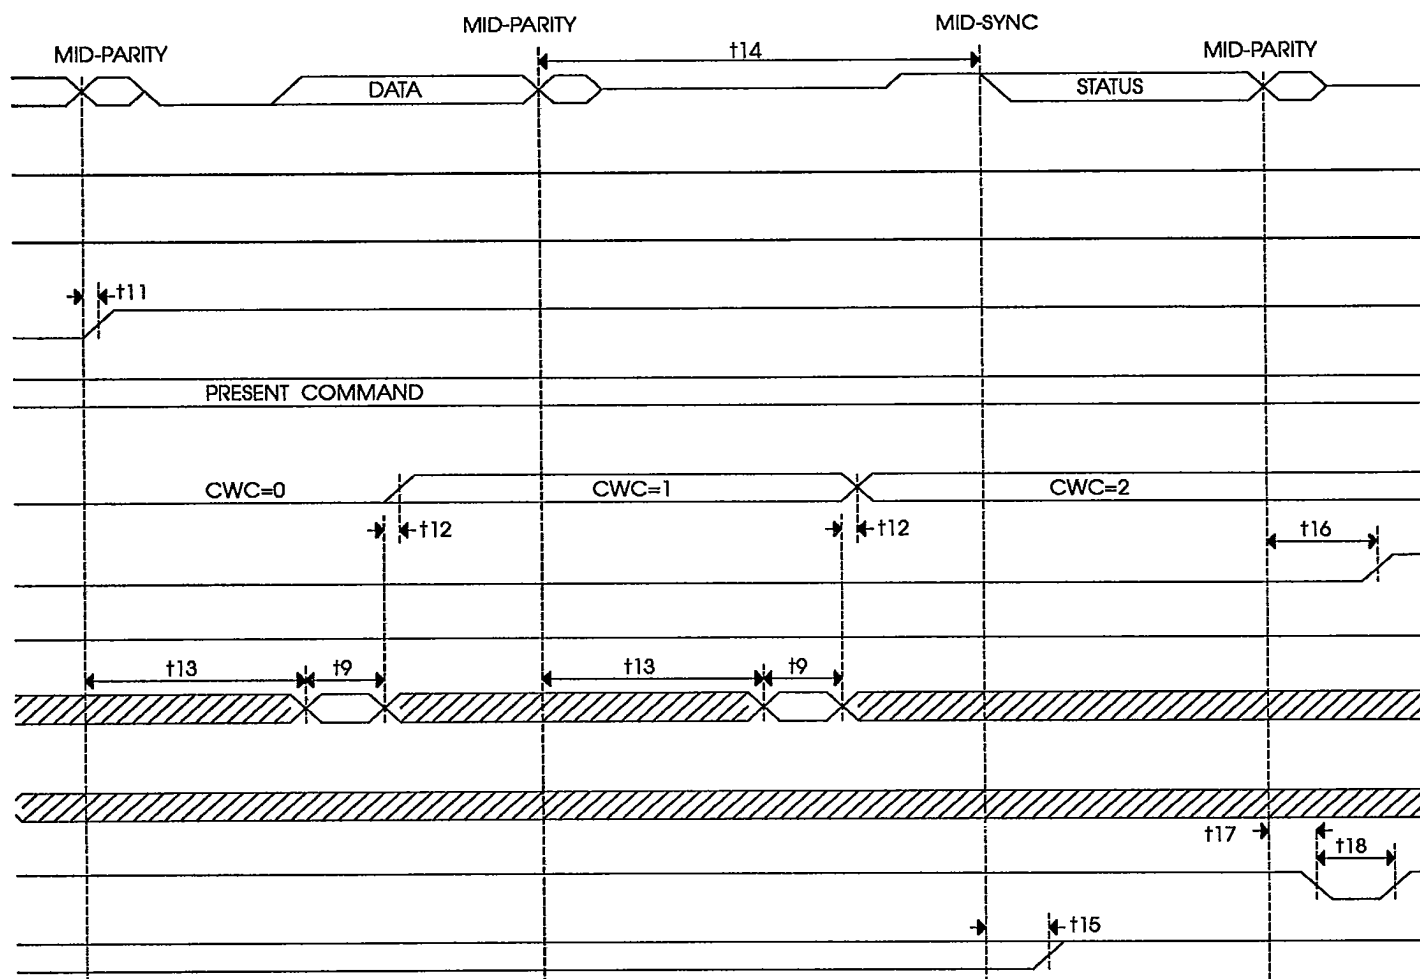 MID-PARITY
MID-PARITY
MID-SYNC
MID-PARITY
t14
DATA
STATUS
t11
PRESENT COMMAND
CWC=0
CWC=1
CWC=2
t12
t12
t16
t13
t9
t13
t9
t17
t18
t15